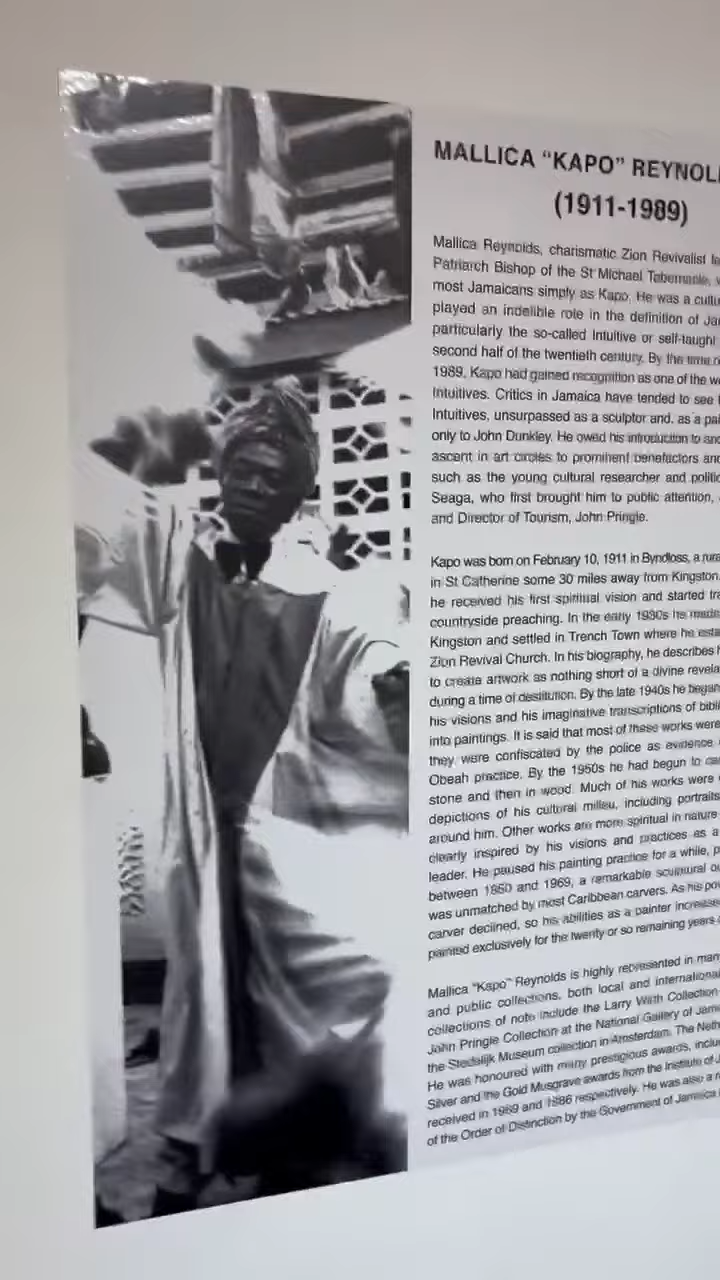 MALLICA “KAPO” REYNOL
(1911-1989)
Mallica Reynolds, charismatic Zion Revivalist
Patriarch Bishop of the St Michael Tabernacle,
most Jamaicans simply as Kapo. He was a cultu
played an indelible role in the definition of Ja
particularly the so-called Intuitive or self-taught
second half of the twentieth century. By the time
1989, Kapo had gained recognition as one of the
Intuitives. Critics in Jamaica have tended to see
Intuitives, unsurpassed as a sculptor and, as a pai
only to John Dunkley. He owed his introduction to and
ascent in art circles to prominent benefactors and
such as the young cultural researcher and politic
Seaga, who first brought him to public attention,
and Director of Tourism, John Pringle.
Kapo was born on February 10, 1911 in Byndloss, a rura
in St Catherine some 30 miles away from Kingston.
he received his first spiritual vision and started tra
countryside preaching. In the early 1930s he made
Kingston and settled in Trench Town where he esta
Zion Revival Church. In his biography, he describes
to create artwork as nothing short of a divine revela
during a time of destitution. By the late 1940s he began
his visions and his imaginative transcriptions of bibli
into paintings. It is said that most of these works were
they were confiscated by the police as evidence
Obeah practice. By the 1950s he had begun to ca
stone and then in wood. Much of his works were
depictions of his cultural milieu, including portraits
around him. Other works are more spiritual in nature
clearly inspired by his visions and practices as a
leader. He paused his painting practice for a while, p
between 1950 and 1969, a remarkable sculptural ou
was unmatched by most Caribbean carvers. As his pow
carver declined, so his abilities as a painter increase
painted exclusively for the twenty or so remaining years
Mallica “Kapo” Reynolds is highly represented in man
and public collections, both local and internationa
collections of note include the Larry Wirth Collection
John Pringle Collection at the National Gallery of Jam
the Stedelijk Museum collection in Amsterdam, The Neth
He was honoured with many prestigious awards, inclu
Silver and the Gold Musgrave awards from the Institute of J
received in 1969 and 1986 respectively. He was also a
of the Order of Distinction by the Government of Jamaica